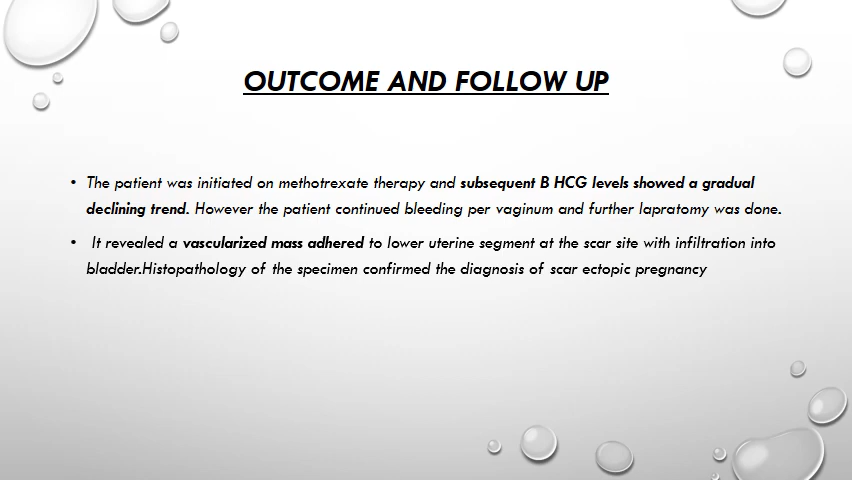 OUTCOME AND FOLLOW UP
• The patient was initiated on methotrexate therapy and subsequent B HCG levels showed a gradual
declining trend. However the patient continued bleeding per vaginum and further lapratomy was done.
• It revealed a vascularized mass adhered to lower uterine segment at the scar site with infiltration into
bladder.Histopathology of the specimen confirmed the diagnosis of scar ectopic pregnancy